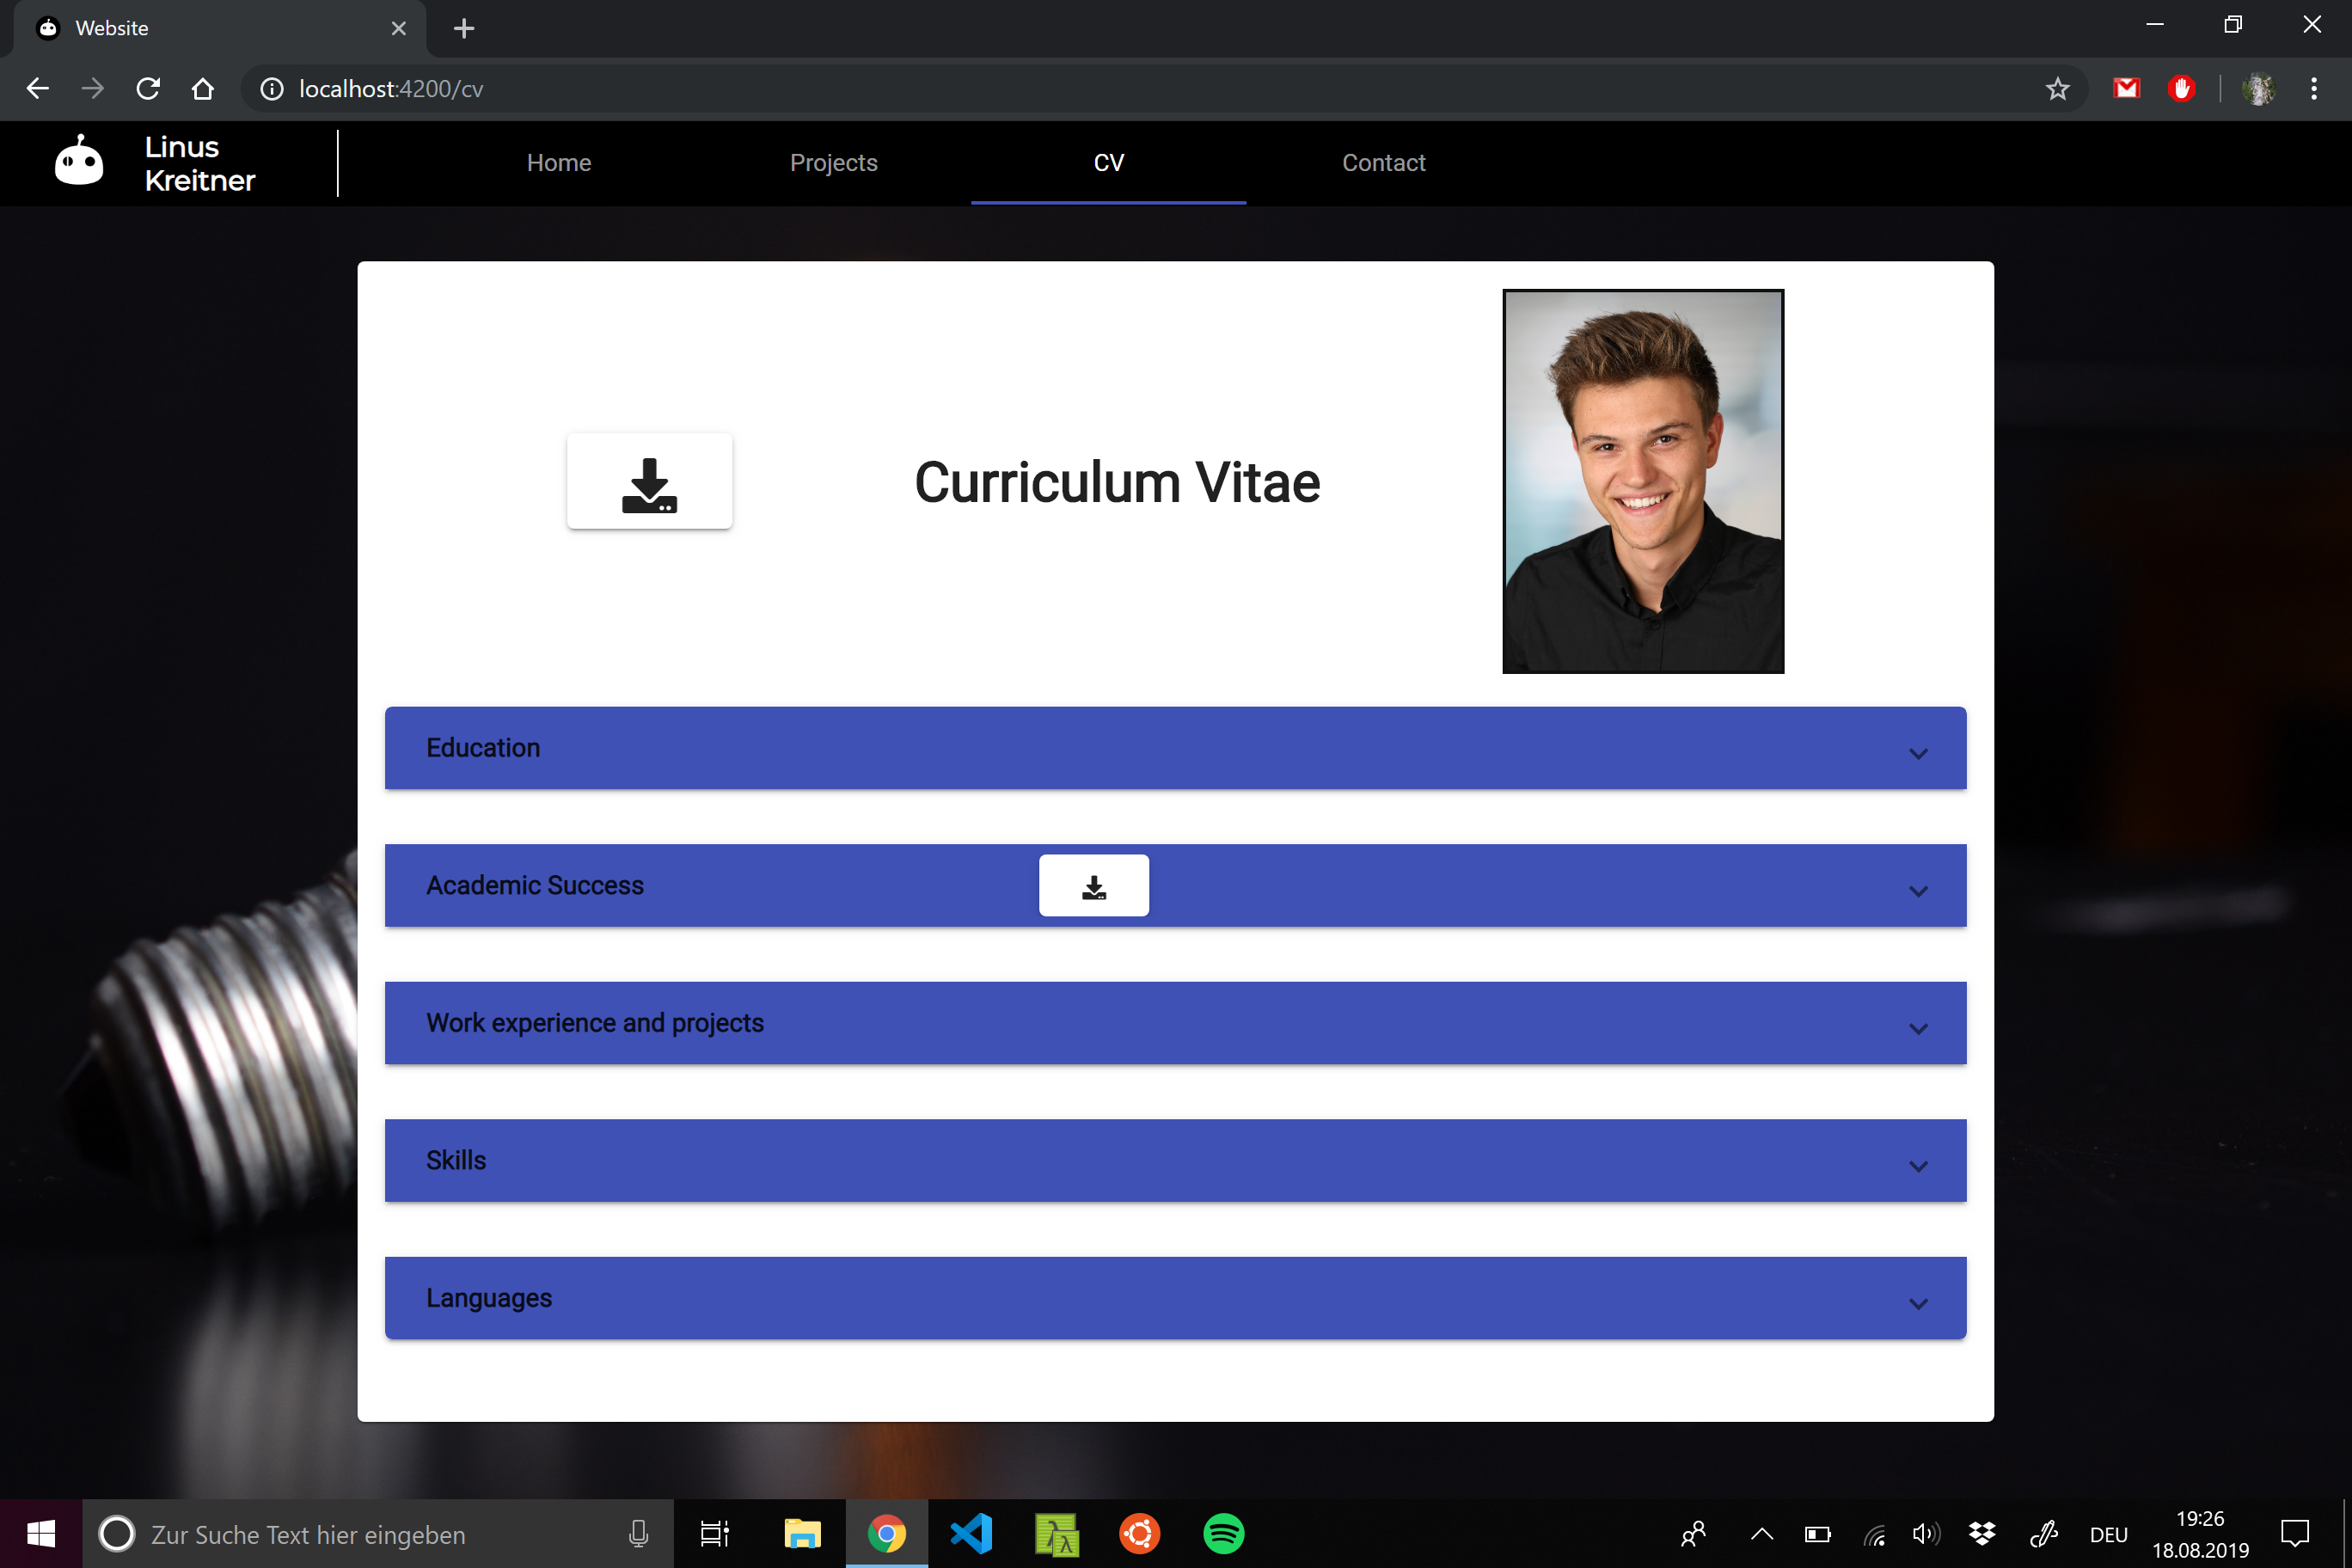 Website
localhost:4200/cv
Linus
Kreitner
Home
Projects
CV
Contact
Curriculum Vitae
Education
Academic Success
Work experience and projects
Skills
Languages
Zur Suche Text hier eingeben
DEU
19:26
18.08.2019